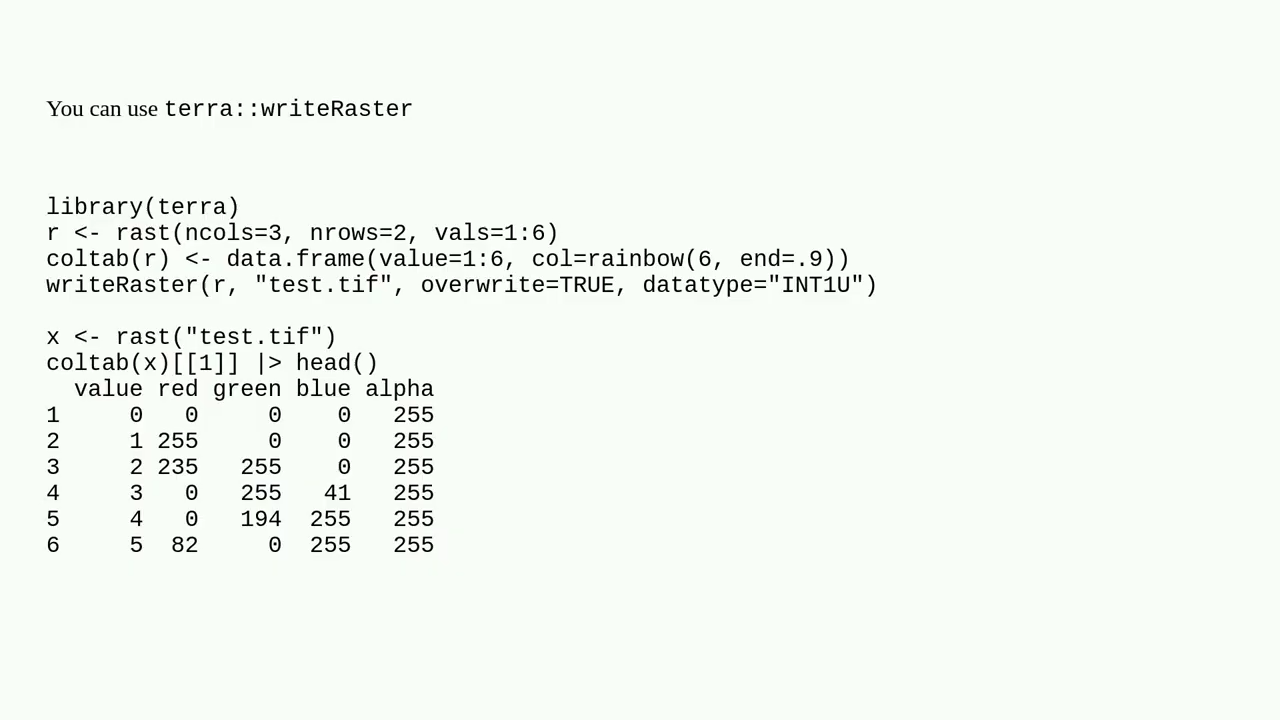 You can use terra::writeRaster
library(terra)
r <- rast(ncols=3, nrows=2, vals=1:6)
coltab(r) <- data.frame(value=1:6, col=rainbow(6, end=.9))
writeRaster(r, "test.tif", overwrite=TRUE, datatype="INT1U")
x <- rast("test.tif")
coltab(x)[[1]] |> head()
  value red green blue alpha
1     0   0     0    0   255
2     1 255     0    0   255
3     2 235   255    0   255
4     3   0   255   41   255
5     4   0   194  255   255
6     5  82     0  255   255